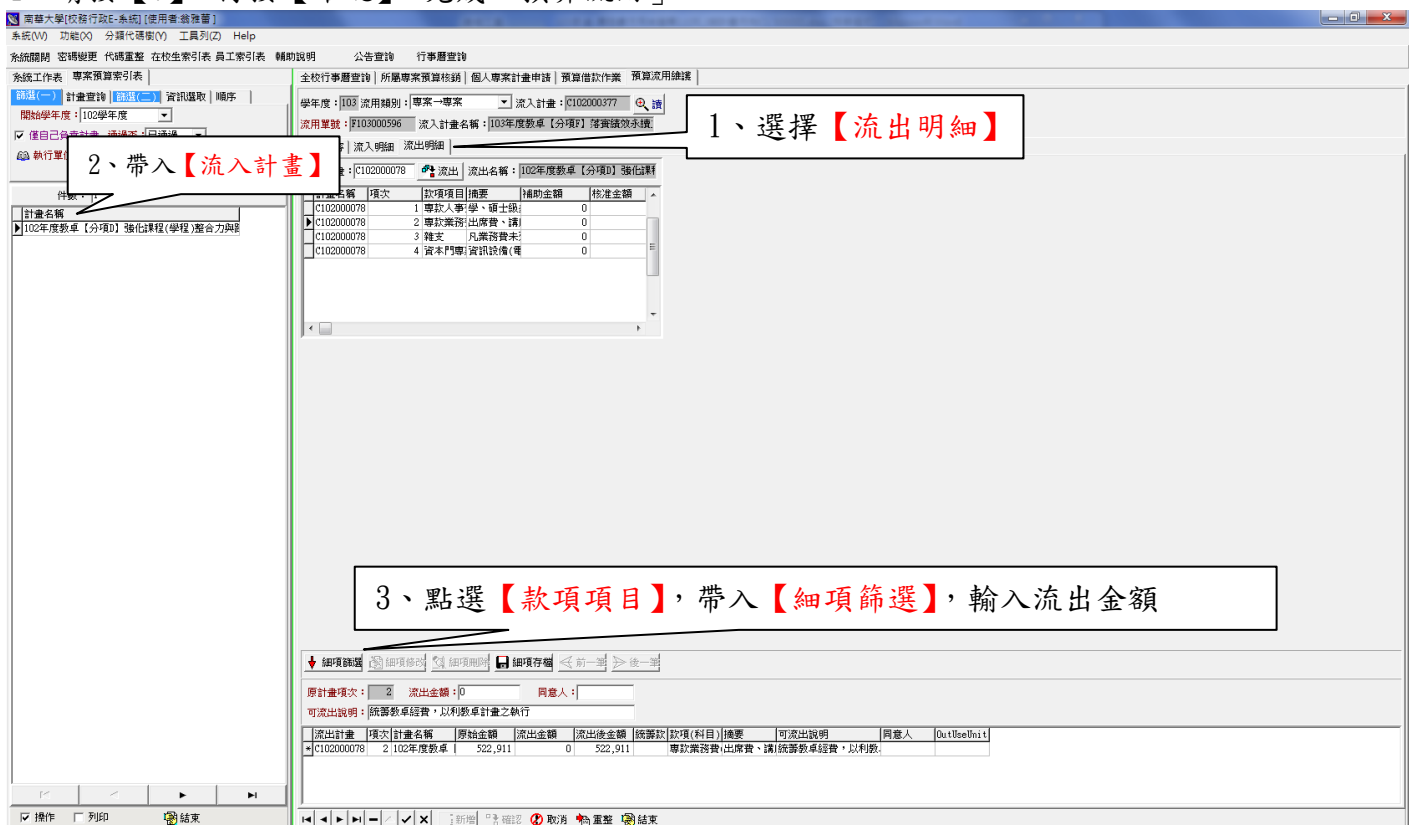 南華大學[校務行政E-系統] [使用者:翁雅蕾]
系統(W) 功能(X) 分類代碼樹(Y) 工具列(Z) Help
系統關閉 密碼變更 代碼重整 在校生索引表 員工索引表 輔助說明 公告查詢 行事曆查詢
系統工作表 專案預算索引表
全校行事曆查詢 所屬專案預算核銷 個人專案計畫申請 預算借款作業 預算流用維護
篩選(一) 計畫查詢 篩選(二) 資訊選取 順序
開始學年度：102學年度
學年度：103 流用類別：專案→專案 流入計畫：C102000377 讀
流用單號：F103000596 流入計畫名稱：103年度教卓【分項F】落實績效永續
流入明細 流出明細
1、選擇【流出明細】
2、帶入【流入計畫】
C102000078 流出 流出名稱：102年度教卓【分項D】強化課程
計畫名稱 項次 款項項目 摘要 補助金額 核准金額
C102000078 1 專款人事 學、碩士級 0
C102000078 2 專款業務 出席費、講 0
C102000078 3 雜支 凡業務費未 0
C102000078 4 資本門專 資訊設備(電 0
計畫名稱
102年度教卓【分項D】強化課程(學程)整合力與
3、點選【款項項目】，帶入【細項篩選】，輸入流出金額
細項篩選 細項修改 細項刪除 細項存檔 前一筆 後一筆
原計畫項次：2 流出金額：0 同意人：
可流出說明：統籌教卓經費，以利教卓計畫之執行
流出計畫 項次 計畫名稱 原始金額 流出金額 流出後金額 統籌款 款項(科目) 摘要 可流出說明 同意人 OutUseUnit
C102000078 2 102年度教卓 522,911 0 522,911 專款業務費 出席費、講 統籌教卓經費，以利教
操作 列印 結束
新增 確認 取消 重整 結束